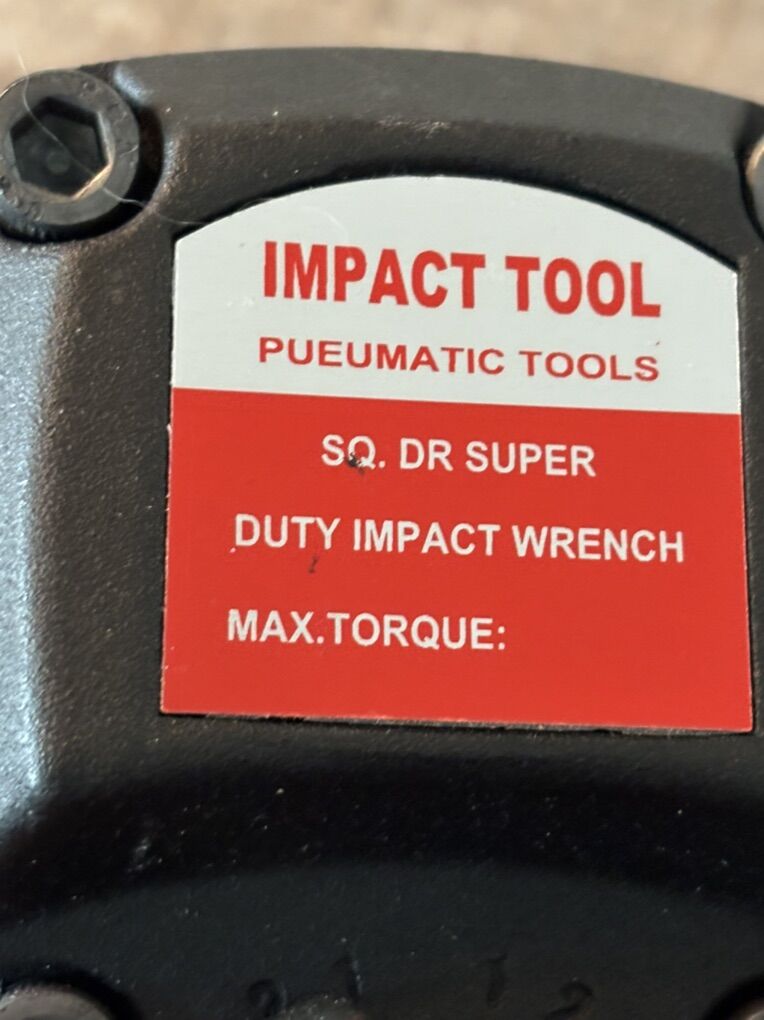 IMPACT TOOL
PUEUMATIC TOOLS
SQ. DR SUPER
DUTY IMPACT WRENCH
MAX.TORQUE: